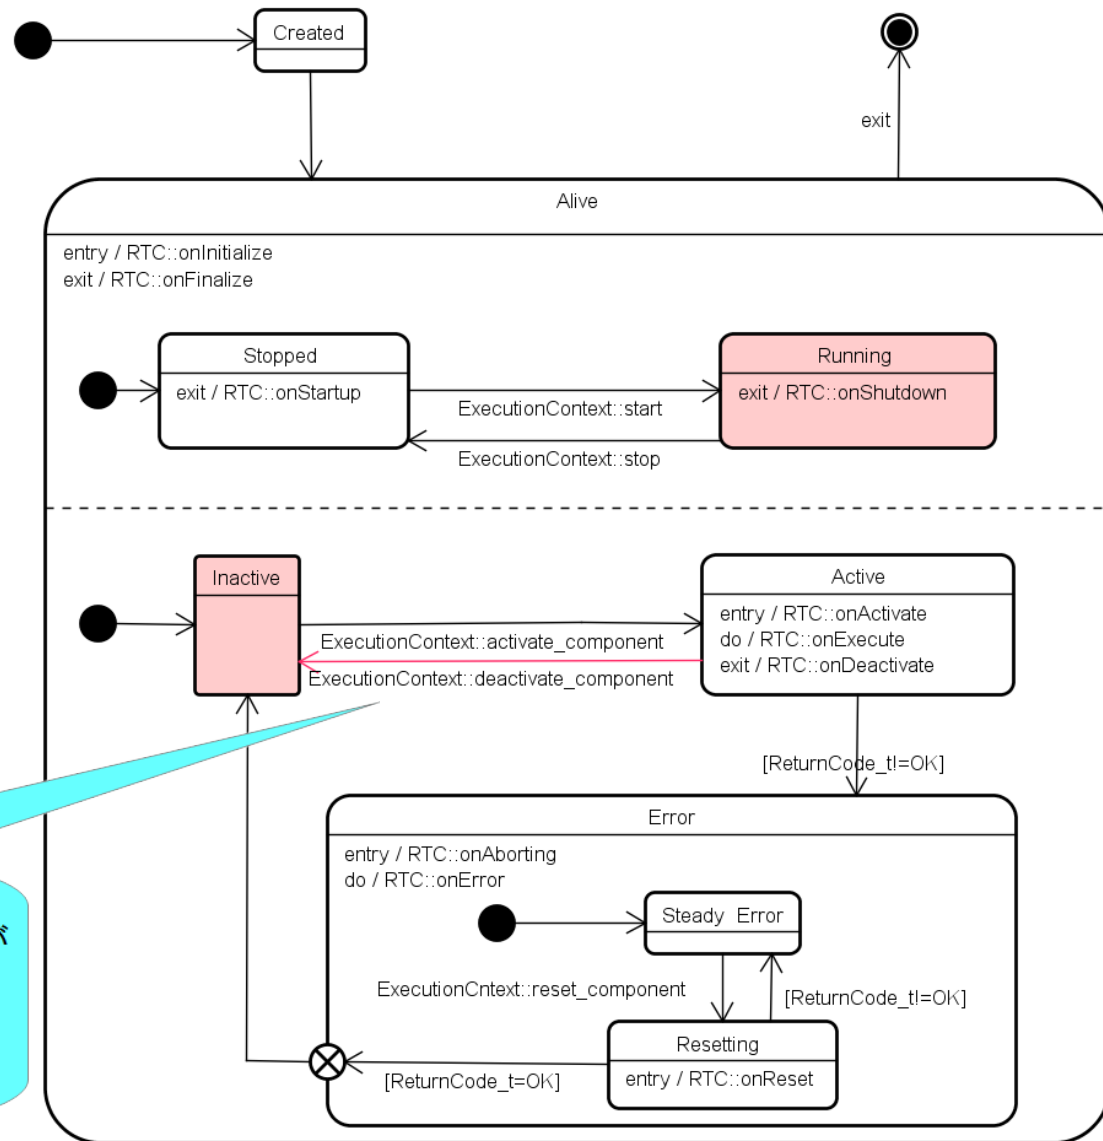 Created
exit
Alive
entry / RTC::onInitialize
exit / RTC::onFinalize
Stopped
exit / RTC::onStartup
Running
exit / RTC::onShutdown
ExecutionContext::start
ExecutionContext::stop
Inactive
Active
entry / RTC::onActivate
do / RTC::onExecute
exit / RTC::onDeactivate
ExecutionContext::activate_component
ExecutionContext::deactivate_component
[ReturnCode_t!=OK]
Error
entry / RTC::onAborting
do / RTC::onError
Steady Error
ExecutionCntext::reset_component
[ReturnCode_t!=OK]
Resetting
entry / RTC::onReset
[ReturnCode_t=OK]